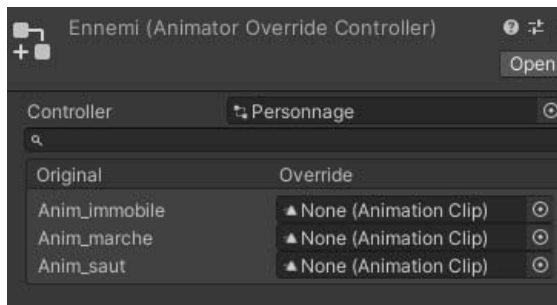 Ennemi (Animator Override Controller)
Open
Controller Personnage
Original Override
Anim_immobile None (Animation Clip)
Anim_marche None (Animation Clip)
Anim_saut None (Animation Clip)